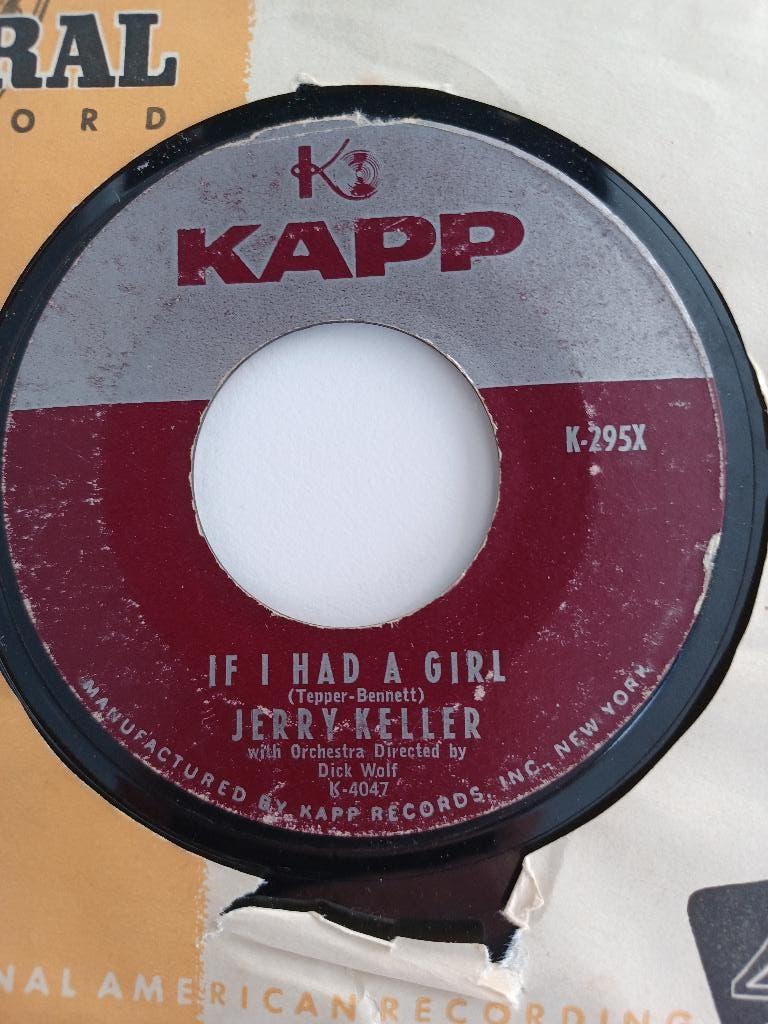 RAL
ORD
K
KAPP
K-295X
IF I HAD A GIRL
(Tepper-Bennett)
JERRY KELLER
with Orchestra Directed by
Dick Wolf
K-4047
MANUFACTURED BY KAPP RECORDS, INC., NEW YORK
NAL AMERICAN RECORDING